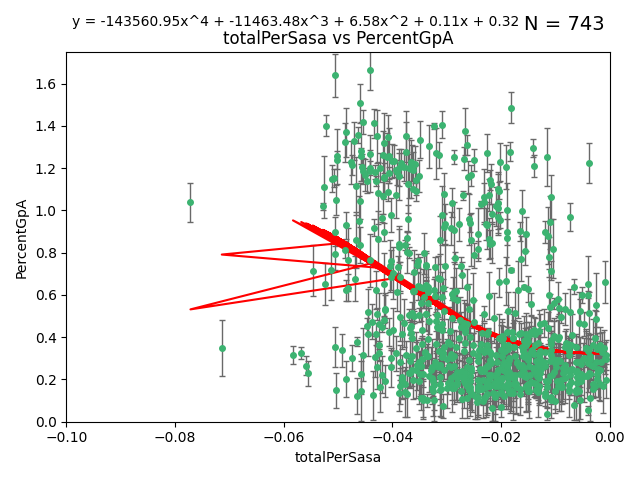 y = -143560.95x^4 + -11463.48x^3 + 6.58x^2 + 0.11x + 0.32 N = 743
totalPerSasa vs PercentGpA
1.6
1.4
1.2
1.0
0.8
0.6
0.4
0.2
0.0
PercentGpA
−0.10 −0.08 −0.06 −0.04 −0.02 0.00
totalPerSasa